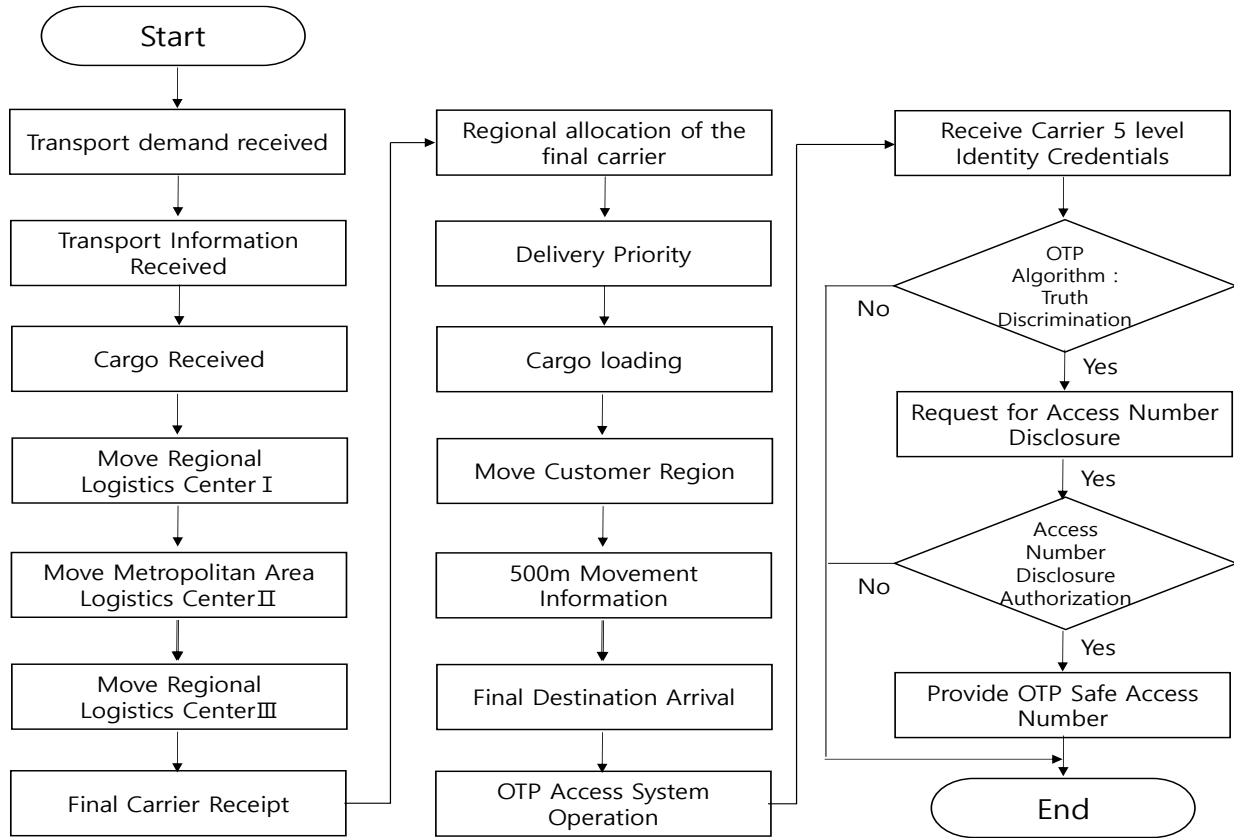 Start
Transport demand received
Transport Information
Received
Cargo Received
Move Regional
Logistics Center Ⅰ
Move Metropolitan Area
Logistics Center Ⅱ
Move Regional
Logistics Center Ⅲ
Final Carrier Receipt
Regional allocation of the
final carrier
Delivery Priority
Cargo loading
Move Customer Region
500m Movement
Information
Final Destination Arrival
OTP Access System
Operation
Receive Carrier 5 level
Identity Credentials
OTP
Algorithm :
Truth
Discrimination
No
Yes
Request for Access Number
Disclosure
Yes
Access
Number
Disclosure
Authorization
No
Yes
Provide OTP Safe Access
Number
End